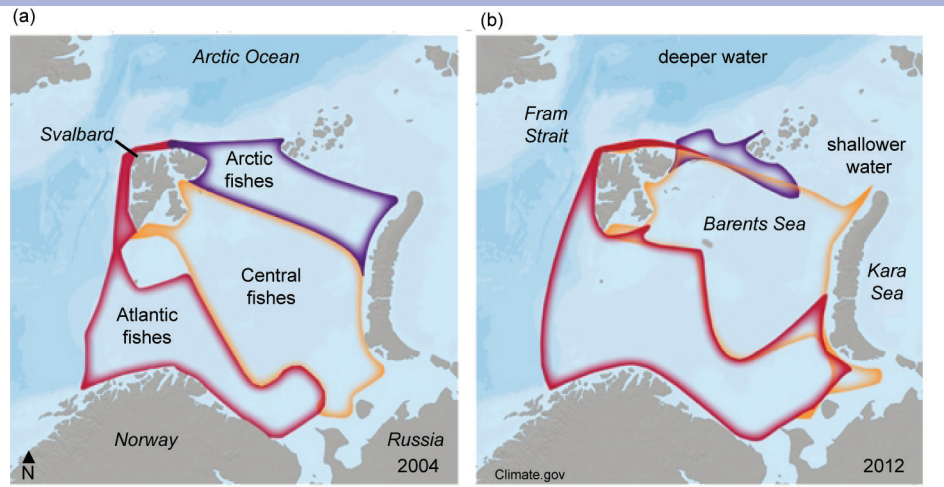 (a)
Arctic Ocean
Svalbard
Arctic
fishes
Central
fishes
Atlantic
fishes
Norway
Russia
N
2004
(b)
deeper water
Fram
Strait
shallower
water
Barents Sea
Kara
Sea
Climate.gov
2012